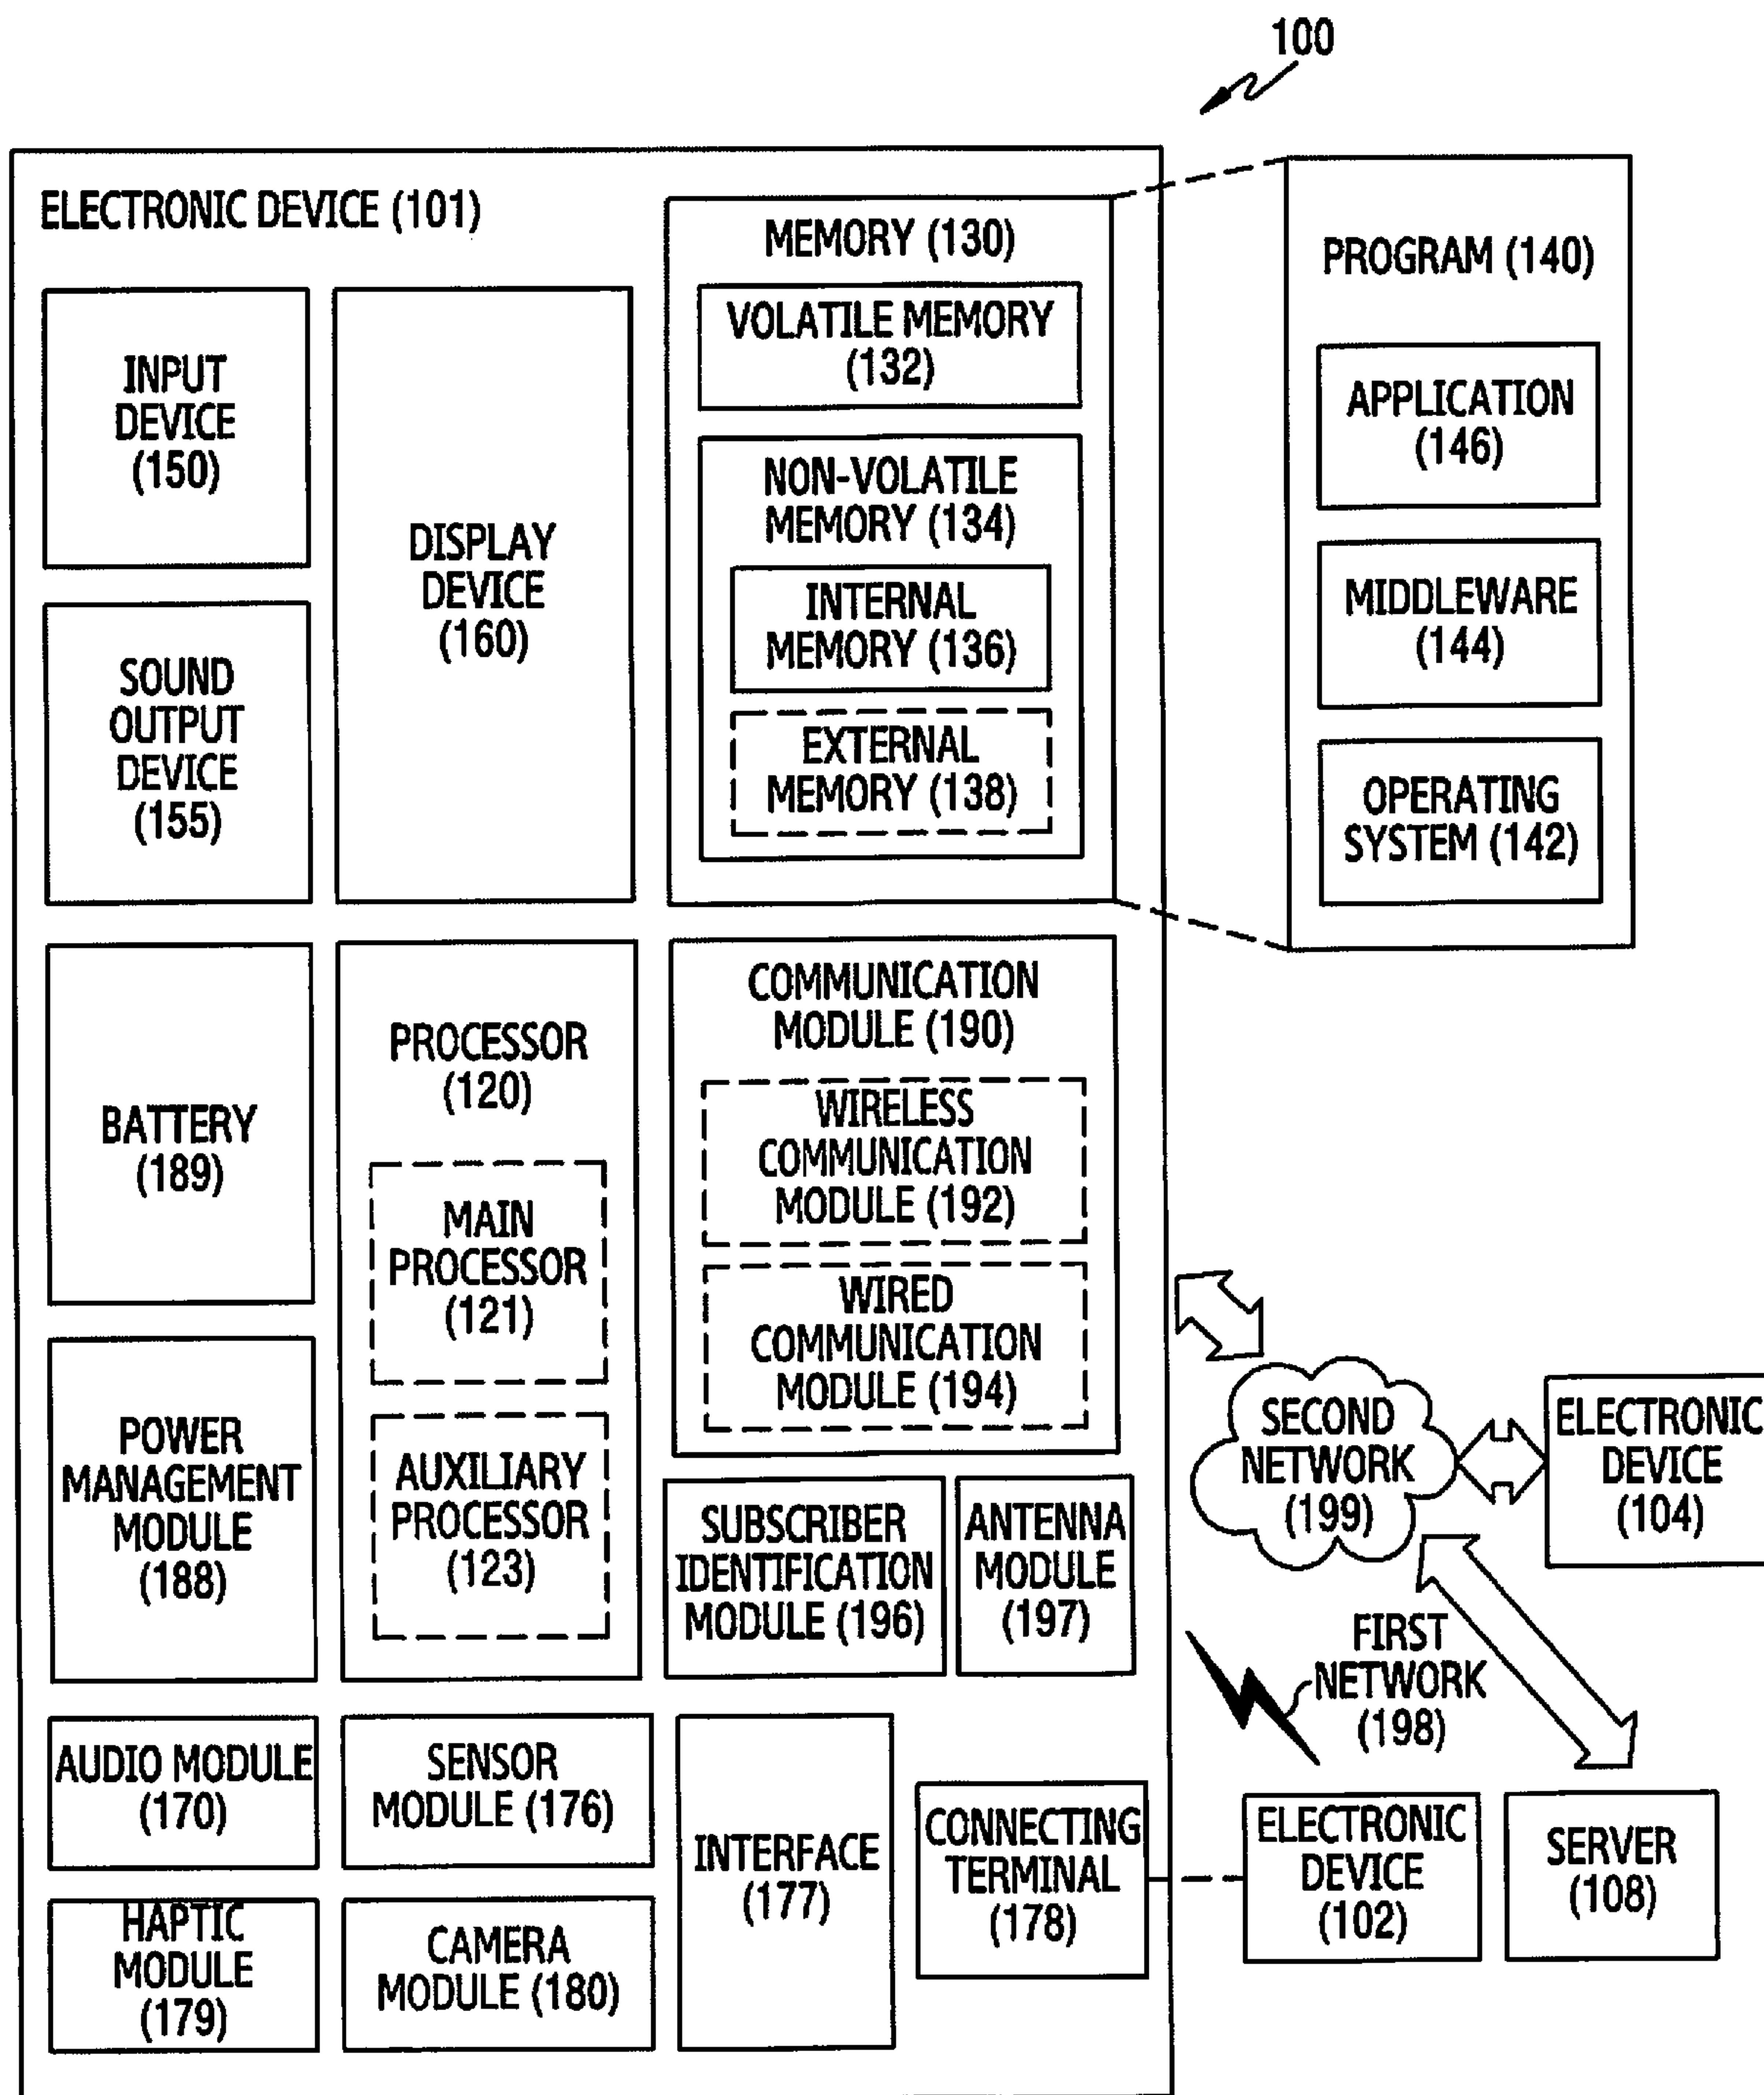 100
ELECTRONIC DEVICE (101)
INPUT
DEVICE
(150)
SOUND
OUTPUT
DEVICE
(155)
DISPLAY
DEVICE
(160)
MEMORY (130)
VOLATILE MEMORY
(132)
NON-VOLATILE
MEMORY (134)
INTERNAL
MEMORY (136)
EXTERNAL
MEMORY (138)
PROGRAM (140)
APPLICATION
(146)
MIDDLEWARE
(144)
OPERATING
SYSTEM (142)
BATTERY
(189)
POWER
MANAGEMENT
MODULE
(188)
PROCESSOR
(120)
MAIN
PROCESSOR
(121)
AUXILIARY
PROCESSOR
(123)
COMMUNICATION
MODULE (190)
WIRELESS
COMMUNICATION
MODULE (192)
WIRED
COMMUNICATION
MODULE (194)
SUBSCRIBER
IDENTIFICATION
MODULE (196)
ANTENNA
MODULE
(197)
SECOND
NETWORK
(199)
ELECTRONIC
DEVICE
(104)
FIRST
NETWORK
(198)
AUDIO MODULE
(170)
SENSOR
MODULE (176)
INTERFACE
(177)
CONNECTING
TERMINAL
(178)
ELECTRONIC
DEVICE
(102)
SERVER
(108)
HAPTIC
MODULE
(179)
CAMERA
MODULE (180)